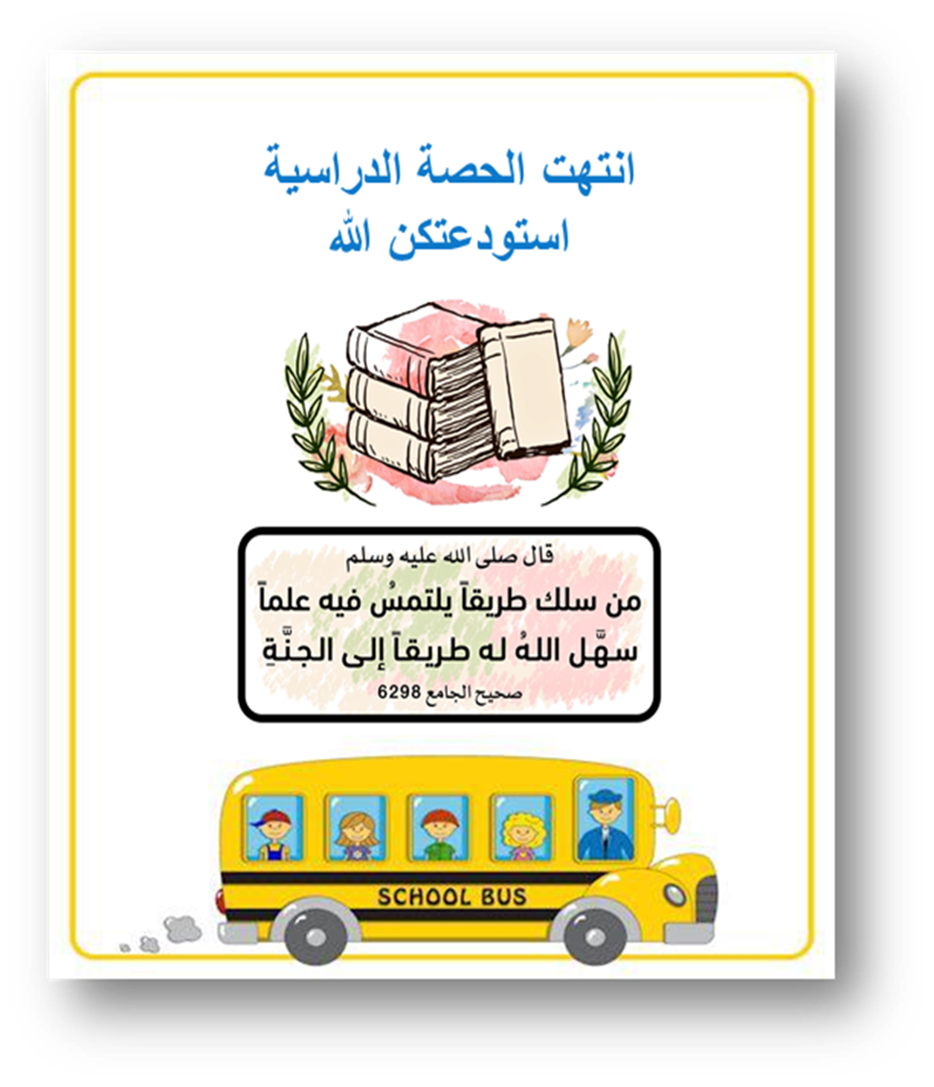 انتهت الحصة الدراسية
استودعتكن الله
قال صلى الله عليه وسلم
من سلك طريقاً يلتمسُ فيه علماً
سهَّل اللهُ له طريقاً إلى الجنَّةِ
صحيح الجامع 6298
SCHOOL BUS